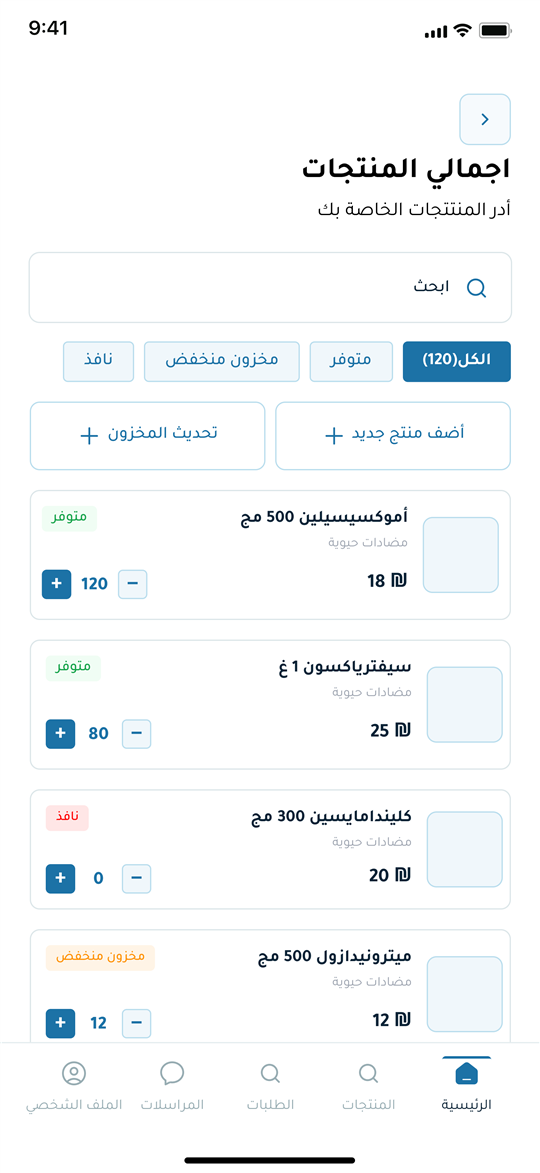 9:41
اجمالي المنتجات
أدر المنتتجات الخاصة بك
ابحث
الكل(120) متوفر مخزون منخفض نافذ
أضف منتج جديد + تحديث المخزون +
أموكسيسيلين 500 مج متوفر
مضادات حيوية
₪ 18
− 120 +
سيفترياكسون 1 غ متوفر
مضادات حيوية
₪ 25
− 80 +
كليندامايسين 300 مج نافذ
مضادات حيوية
₪ 20
− 0 +
ميترونيدازول 500 مج مخزون منخفض
مضادات حيوية
₪ 12
− 12 +
الرئيسية المنتجات الطلبات المراسلات الملف الشخصي